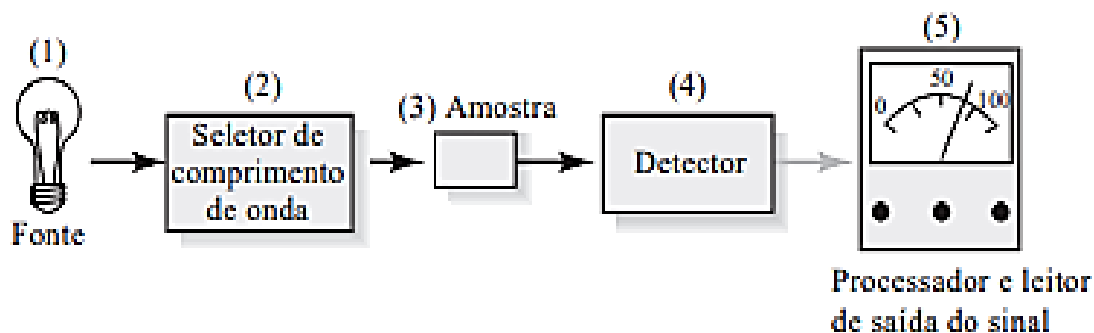 (1)
Fonte
(2)
Seletor de
comprimento
de onda
(3) Amostra
(4)
Detector
(5)
0 50 100
Processador e leitor
de saída do sinal